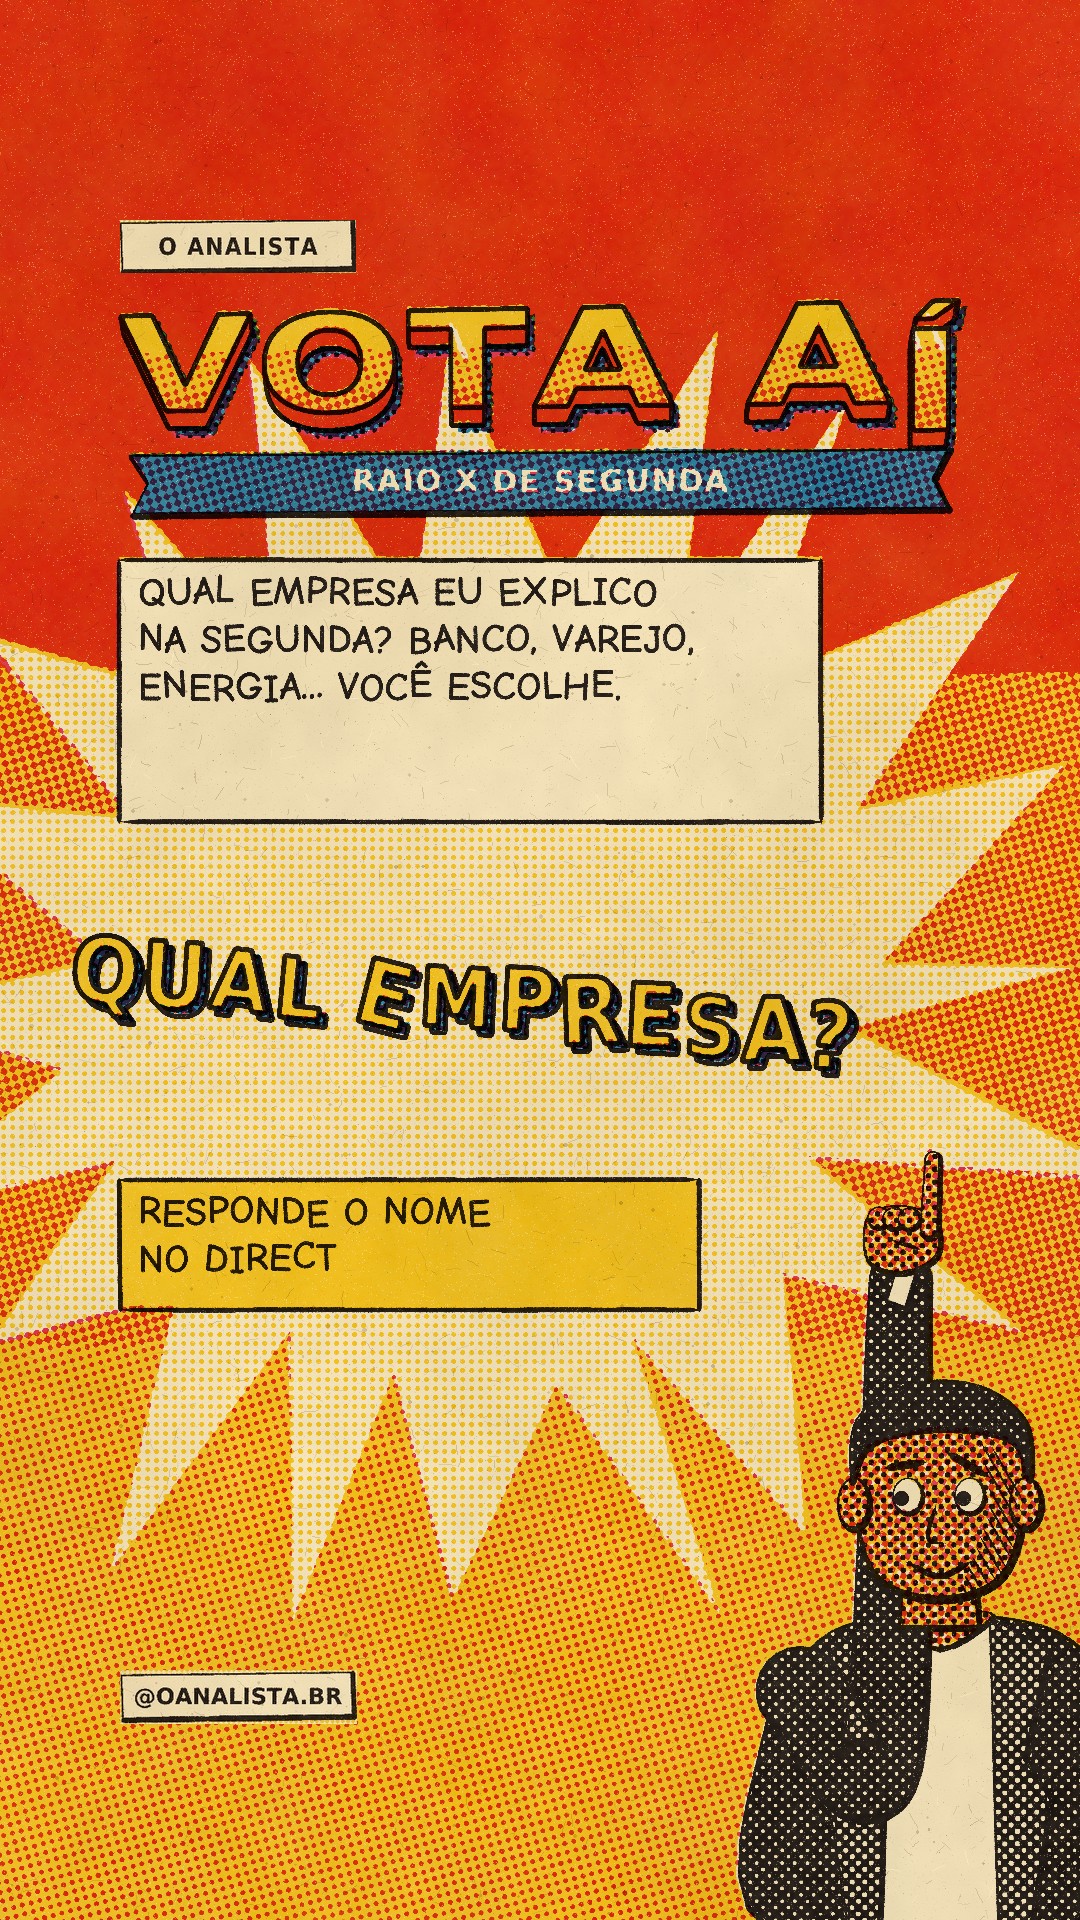 O ANALISTA
VOTA AÍ
RAIO X DE SEGUNDA
QUAL EMPRESA EU EXPLICO
NA SEGUNDA? BANCO, VAREJO,
ENERGIA... VOCÊ ESCOLHE.
QUAL EMPRESA?
RESPONDE O NOME
NO DIRECT
@OANALISTA.BR